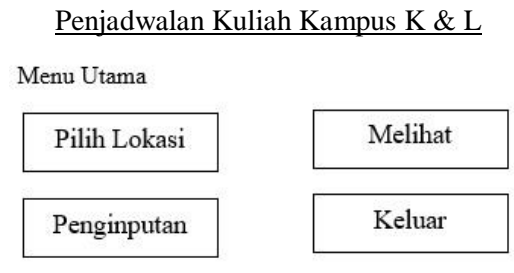 Penjadwalan Kuliah Kampus K & L
Menu Utama
Pilih Lokasi
Melihat
Penginputan
Keluar